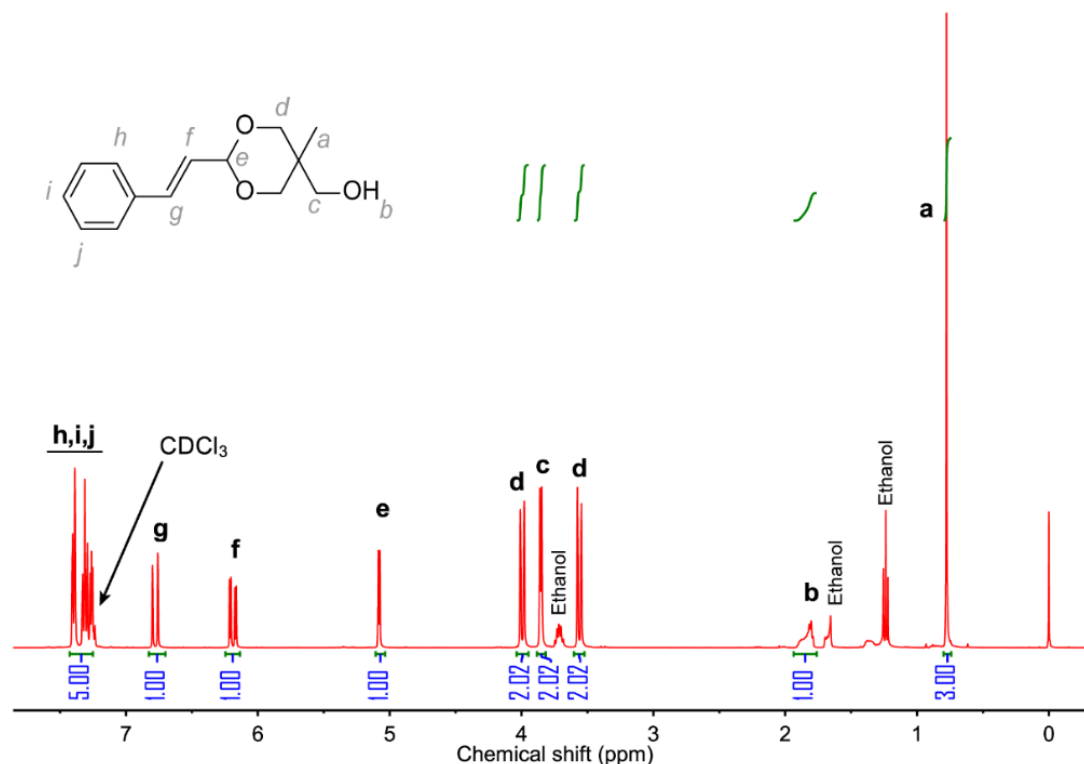 d
O
a
h
f
e
i
O
OH
g
c
b
j
a
h,i,j
CDCl₃
g
f
e
d
c
d
Ethanol
b
Ethanol
Ethanol
5.00
1.00
1.00
1.00
2.02
2.02
2.02
1.00
3.00
7
6
5
4
3
2
1
0
Chemical shift (ppm)